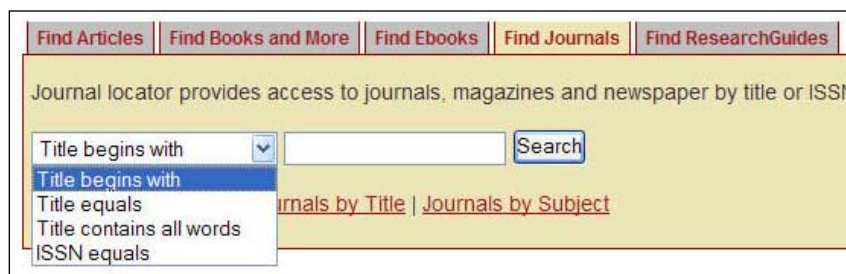 Find Articles Find Books and More Find Ebooks Find Journals Find ResearchGuides
Journal locator provides access to journals, magazines and newspaper by title or ISSN
Title begins with Search
Title begins with
Title equals
Title contains all words
ISSN equals
by Title | Journals by Subject